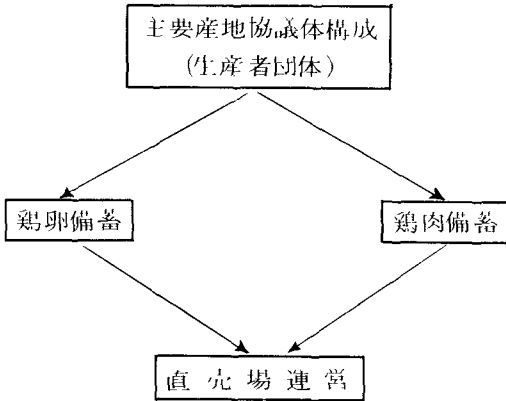 主要産地協議体構成
(生産者団体)
鶏卵備蓄
鶏肉備蓄
直売場運営